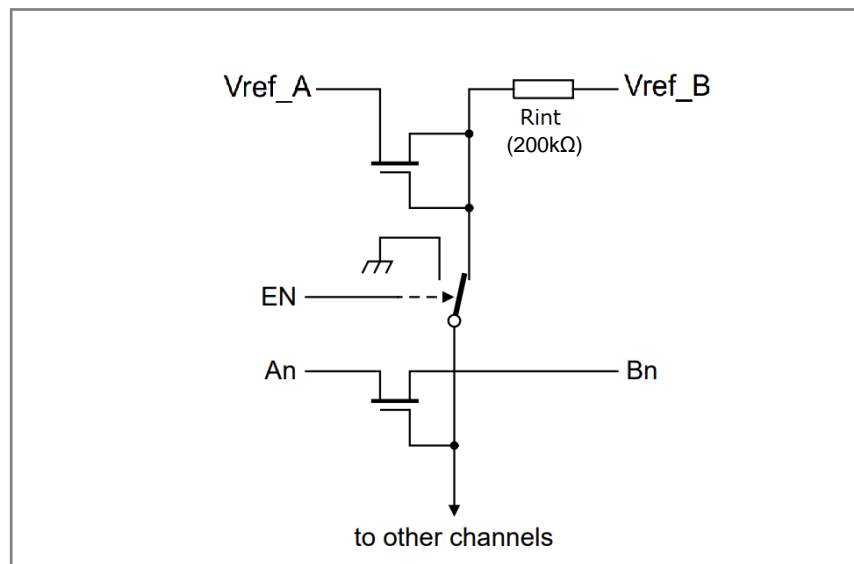 Vref_A
Vref_B
Rint
(200kΩ)
EN
An
Bn
to other channels